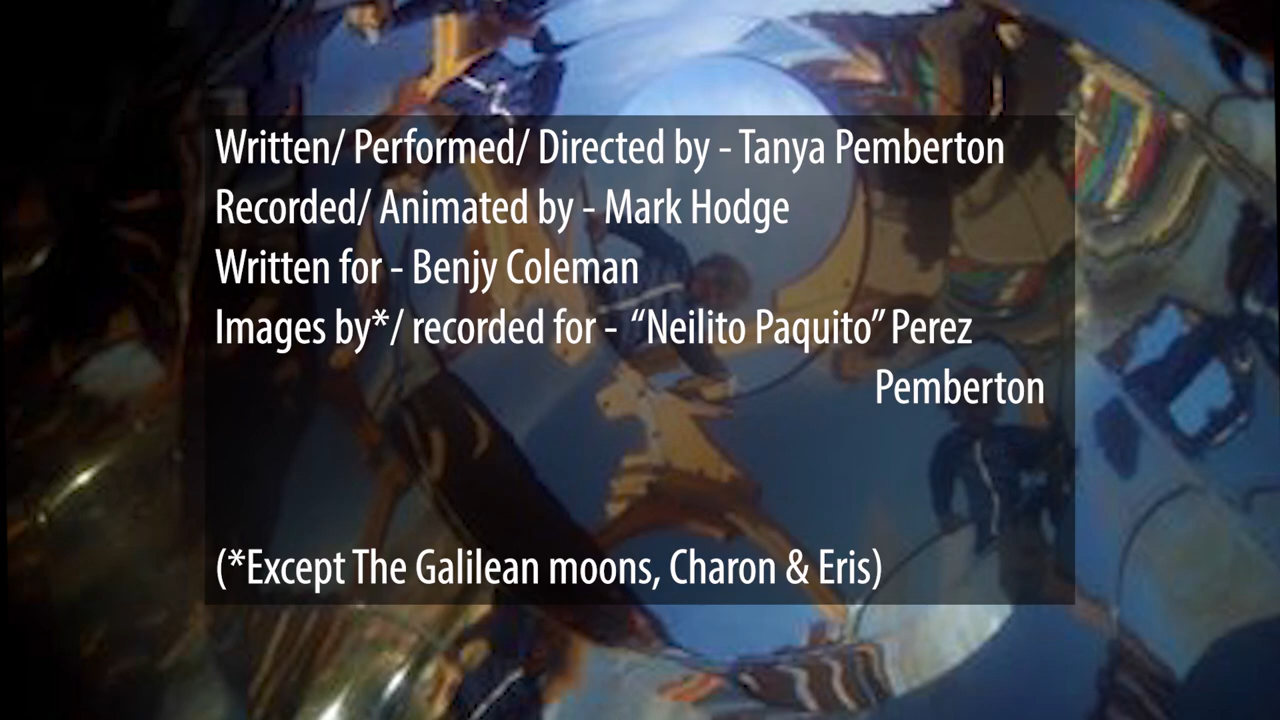 Written/ Performed/ Directed by - Tanya Pemberton
Recorded/ Animated by - Mark Hodge
Written for - Benjy Coleman
Images by*/ recorded for - “Neilito Paquito” Perez
Pemberton
(*Except The Galilean moons, Charon & Eris)